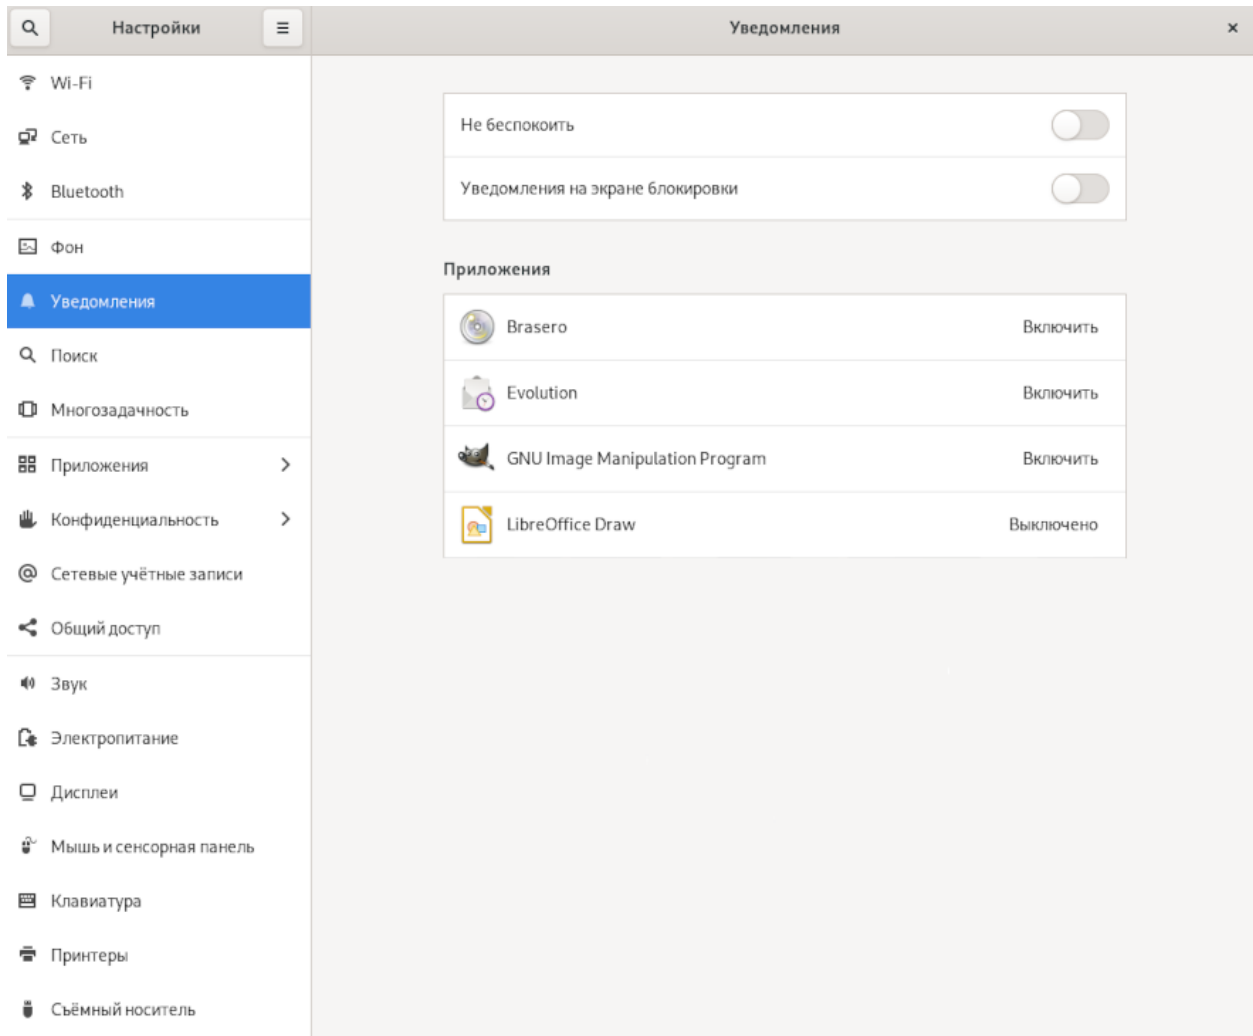 Настройки
Уведомления
Wi-Fi
Сеть
Bluetooth
Фон
Уведомления
Поиск
Многозадачность
Приложения
Конфиденциальность
Сетевые учётные записи
Общий доступ
Звук
Электропитание
Дисплеи
Мышь и сенсорная панель
Клавиатура
Принтеры
Съёмный носитель
Не беспокоить
Уведомления на экране блокировки
Приложения
Brasero Включить
Evolution Включить
GNU Image Manipulation Program Включить
LibreOffice Draw Выключено